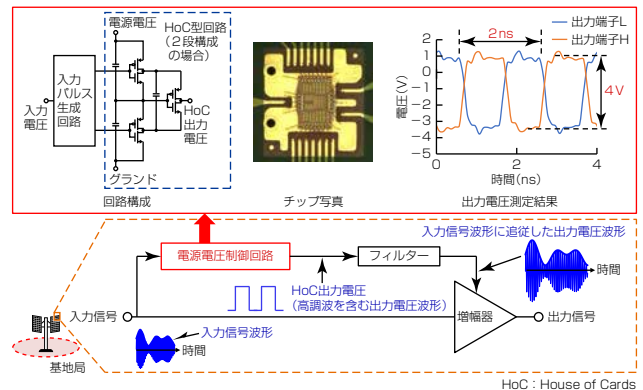 電源電圧
HoC型回路
(2段構成
の場合)
入力
パルス
生成
回路
入力
電圧
HoC
出力
電圧
グランド
回路構成
チップ写真
2ns
出力端子L
出力端子H
4V
電圧(V)
2
1
0
−1
−2
−3
−4
−5
0
2
4
時間(ns)
出力電圧測定結果
入力信号波形に追従した出力電圧波形
電源電圧制御回路
フィルター
時間
HoC出力電圧
(高調波を含む出力電圧波形)
入力信号
増幅器
出力信号
入力信号波形
時間
基地局
HoC:House of Cards